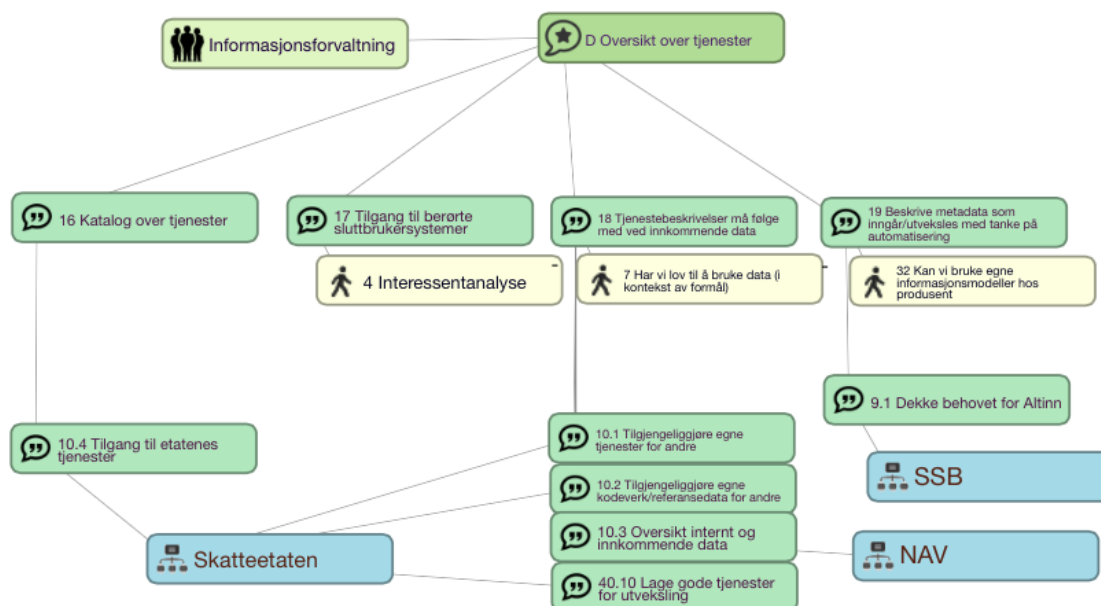 Informasjonsforvaltning
D Oversikt over tjenester
16 Katalog over tjenester
17 Tilgang til berørte
sluttbrukersystemer
18 Tjenestebeskrivelser må følge
med ved innkommende data
19 Beskrive metadata som
inngår/utveksles med tanke på
automatisering
4 Interessentanalyse
7 Har vi lov til å bruke data (i
kontekst av formål)
32 Kan vi bruke egne
informasjonsmodeller hos
produsent
9.1 Dekke behovet for Altinn
10.4 Tilgang til etatenes
tjenester
10.1 Tilgjengeliggjøre egne
tjenester for andre
10.2 Tilgjengeliggjøre egne
kodeverk/referansedata for andre
SSB
10.3 Oversikt internt og
innkommende data
Skatteetaten
NAV
40.10 Lage gode tjenester
for utveksling